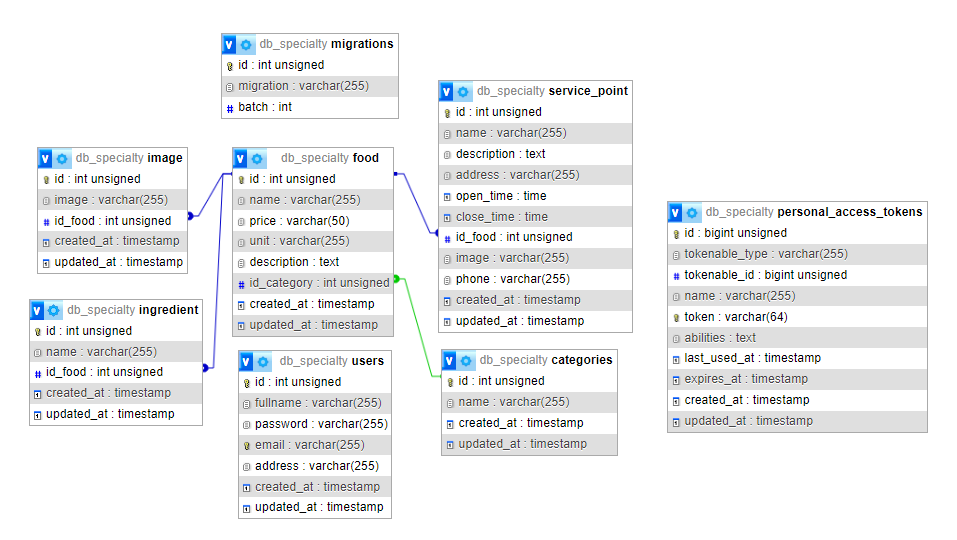 db_specialty migrations
id : int unsigned
migration : varchar(255)
# batch : int
db_specialty service_point
id : int unsigned
name : varchar(255)
description : text
address : varchar(255)
open_time : time
close_time : time
# id_food : int unsigned
image : varchar(255)
phone : varchar(255)
created_at : timestamp
updated_at : timestamp
db_specialty image
id : int unsigned
image : varchar(255)
# id_food : int unsigned
created_at : timestamp
updated_at : timestamp
db_specialty food
id : int unsigned
name : varchar(255)
price : varchar(50)
unit : varchar(255)
description : text
# id_category : int unsigned
created_at : timestamp
updated_at : timestamp
db_specialty personal_access_tokens
id : bigint unsigned
tokenable_type : varchar(255)
# tokenable_id : bigint unsigned
name : varchar(255)
token : varchar(64)
abilities : text
last_used_at : timestamp
expires_at : timestamp
created_at : timestamp
updated_at : timestamp
db_specialty ingredient
id : int unsigned
name : varchar(255)
# id_food : int unsigned
created_at : timestamp
updated_at : timestamp
db_specialty users
id : int unsigned
fullname : varchar(255)
password : varchar(255)
email : varchar(255)
address : varchar(255)
created_at : timestamp
updated_at : timestamp
db_specialty categories
id : int unsigned
name : varchar(255)
created_at : timestamp
updated_at : timestamp